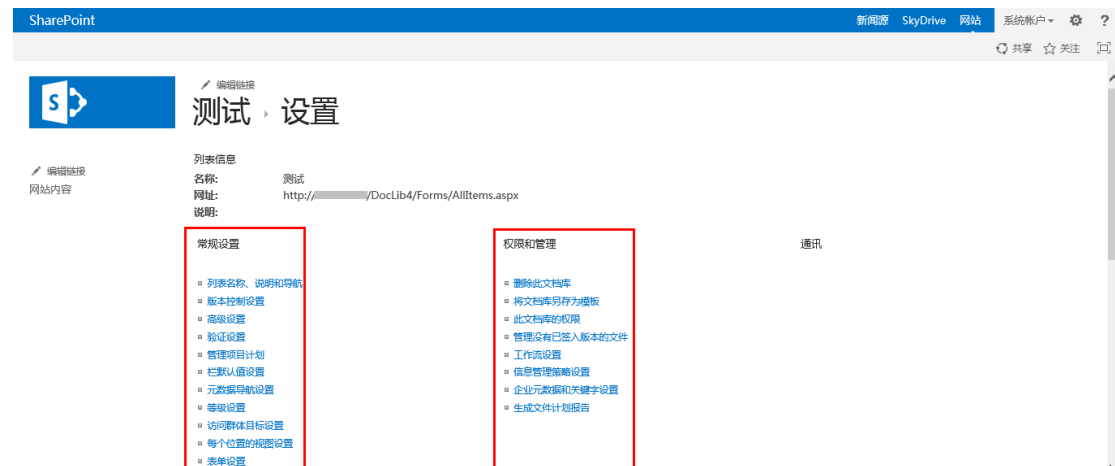 SharePoint
新闻源 SkyDrive 网站 系统帐户 ?
共享 关注
编辑链接
测试 设置
编辑链接
网站内容
列表信息
名称: 测试
网址: http:// /DocLib4/Forms/AllItems.aspx
说明:
常规设置
列表名称、说明和导航
版本控制设置
高级设置
验证设置
管理项目计划
栏默认值设置
元数据导航设置
等级设置
访问群体目标设置
每个位置的视图设置
表单设置
权限和管理
删除此文档库
将文档库另存为模板
此文档库的权限
管理没有已签入版本的文件
工作流设置
信息管理策略设置
企业元数据和关键字设置
生成文件计划报告
通讯